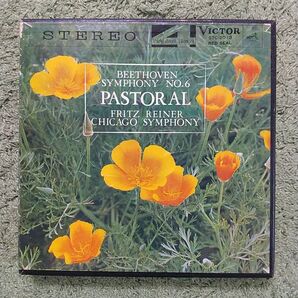 STEREO
VICTOR
RED SEAL
BEETHOVEN
SYMPHONY NO.6
PASTORAL
FRITZ REINER
CHICAGO SYMPHONY